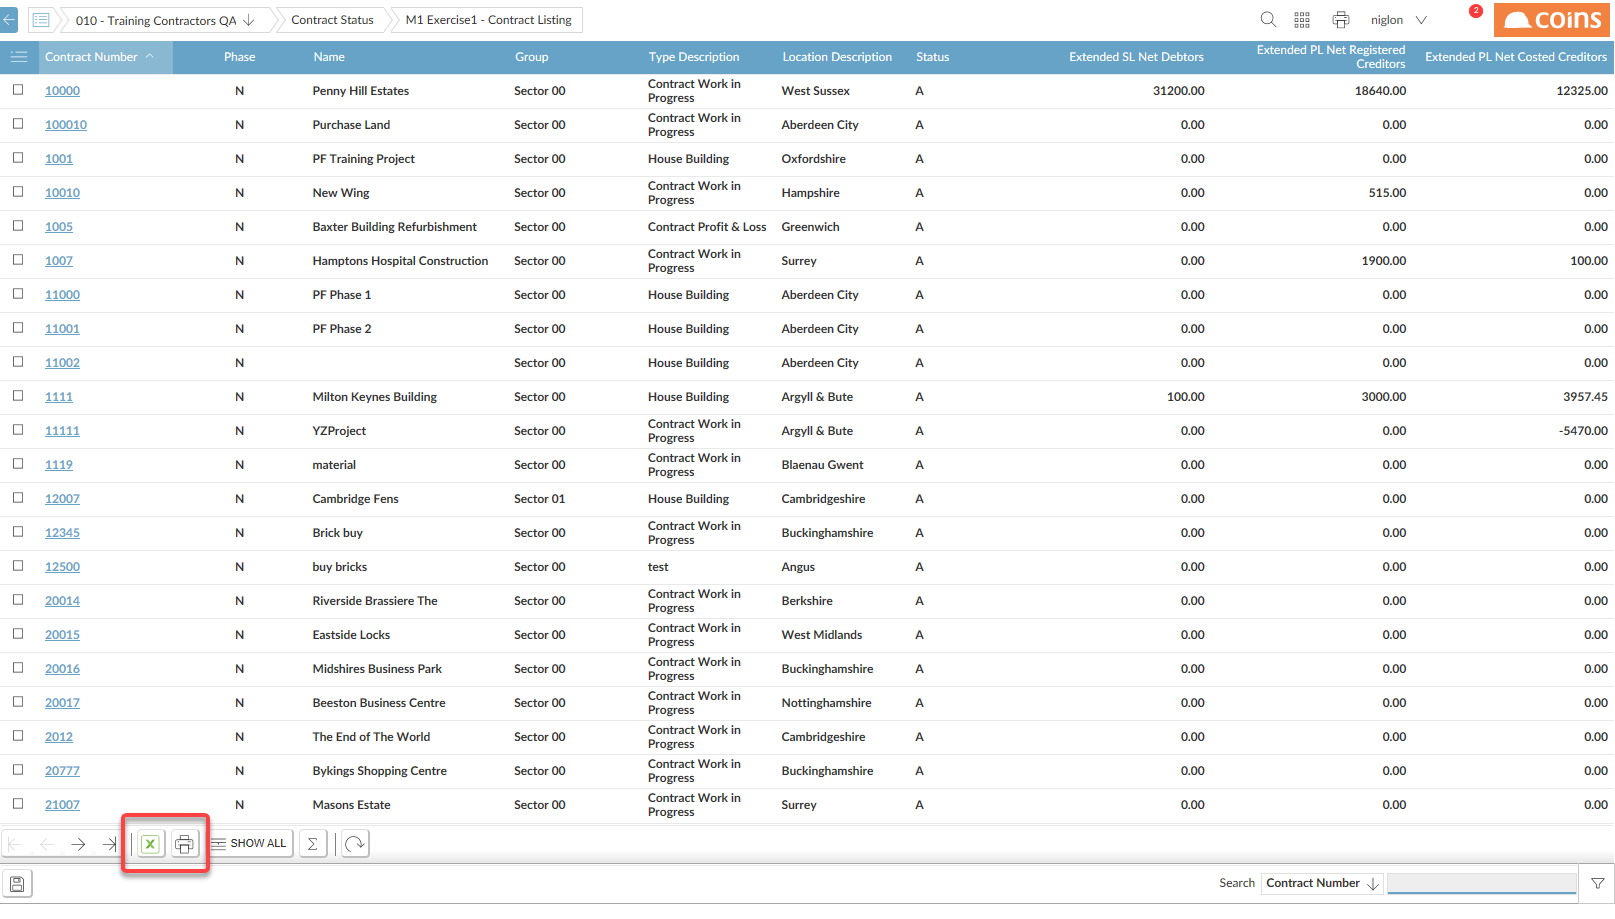 010 - Training Contractors QA
Contract Status
M1 Exercise1 - Contract Listing
niglon
2
coins
Contract Number Phase Name Group Type Description Location Description Status Extended SL Net Debtors Extended PL Net Registered Creditors Extended PL Net Costed Creditors
10000 N Penny Hill Estates Sector 00 Contract Work in Progress West Sussex A 31200.00 18640.00 12325.00
100010 N Purchase Land Sector 00 Contract Work in Progress Aberdeen City A 0.00 0.00 0.00
1001 N PF Training Project Sector 00 House Building Oxfordshire A 0.00 0.00 0.00
10010 N New Wing Sector 00 Contract Work in Progress Hampshire A 0.00 515.00 0.00
1005 N Baxter Building Refurbishment Sector 00 Contract Profit & Loss Greenwich A 0.00 0.00 0.00
1007 N Hamptons Hospital Construction Sector 00 Contract Work in Progress Surrey A 0.00 1900.00 100.00
11000 N PF Phase 1 Sector 00 House Building Aberdeen City A 0.00 0.00 0.00
11001 N PF Phase 2 Sector 00 House Building Aberdeen City A 0.00 0.00 0.00
11002 N Sector 00 House Building Aberdeen City A 0.00 0.00 0.00
1111 N Milton Keynes Building Sector 00 House Building Argyll & Bute A 100.00 3000.00 3957.45
11111 N YZProject Sector 00 Contract Work in Progress Argyll & Bute A 0.00 0.00 -5470.00
1119 N material Sector 00 Contract Work in Progress Blaenau Gwent A 0.00 0.00 0.00
12007 N Cambridge Fens Sector 01 House Building Cambridgeshire A 0.00 0.00 0.00
12345 N Brick buy Sector 00 Contract Work in Progress Buckinghamshire A 0.00 0.00 0.00
12500 N buy bricks Sector 00 test Angus A 0.00 0.00 0.00
20014 N Riverside Brassiere The Sector 00 Contract Work in Progress Berkshire A 0.00 0.00 0.00
20015 N Eastside Locks Sector 00 Contract Work in Progress West Midlands A 0.00 0.00 0.00
20016 N Midshires Business Park Sector 00 Contract Work in Progress Buckinghamshire A 0.00 0.00 0.00
20017 N Beeston Business Centre Sector 00 Contract Work in Progress Nottinghamshire A 0.00 0.00 0.00
2012 N The End of The World Sector 00 Contract Work in Progress Cambridgeshire A 0.00 0.00 0.00
20777 N Bykings Shopping Centre Sector 00 Contract Work in Progress Buckinghamshire A 0.00 0.00 0.00
21007 N Masons Estate Sector 00 Contract Work in Progress Surrey A 0.00 0.00 0.00
X SHOW ALL Σ
Search Contract Number